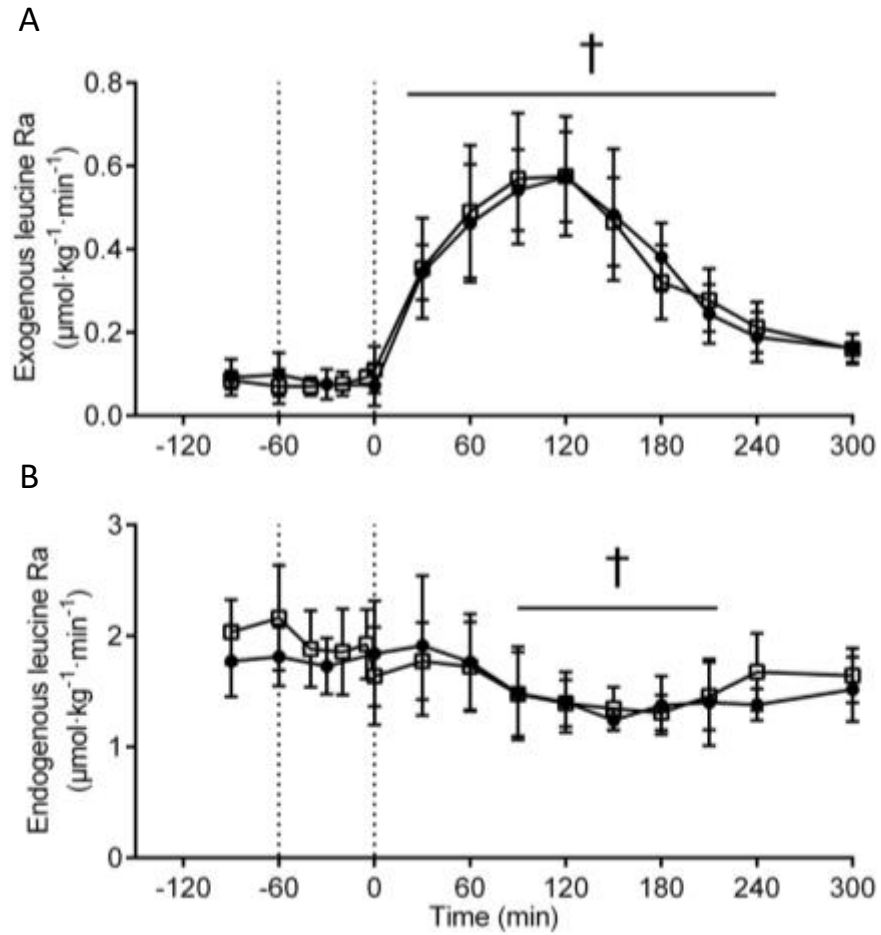 A
†
Exogenous leucine Ra
(µmol·kg⁻¹·min⁻¹)
0.8
0.6
0.4
0.2
0.0
-120 -60 0 60 120 180 240 300
B
†
Endogenous leucine Ra
(µmol·kg⁻¹·min⁻¹)
3
2
1
0
-120 -60 0 60 120 180 240 300
Time (min)